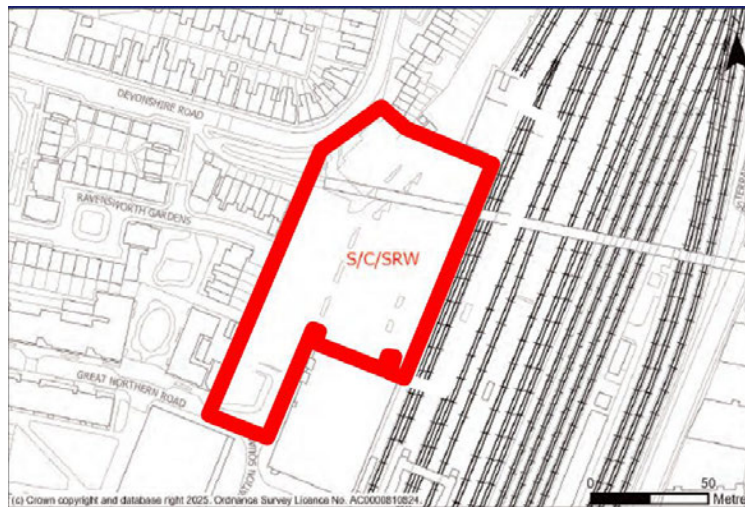 DEVONSHIRE ROAD
RAVENSWORTH GARDENS
S/C/SRW
GREAT NORTHERN ROAD
0 50
Metre
(c) Crown copyright and database right 2025. Ordnance Survey Licence No. AC0000810824.